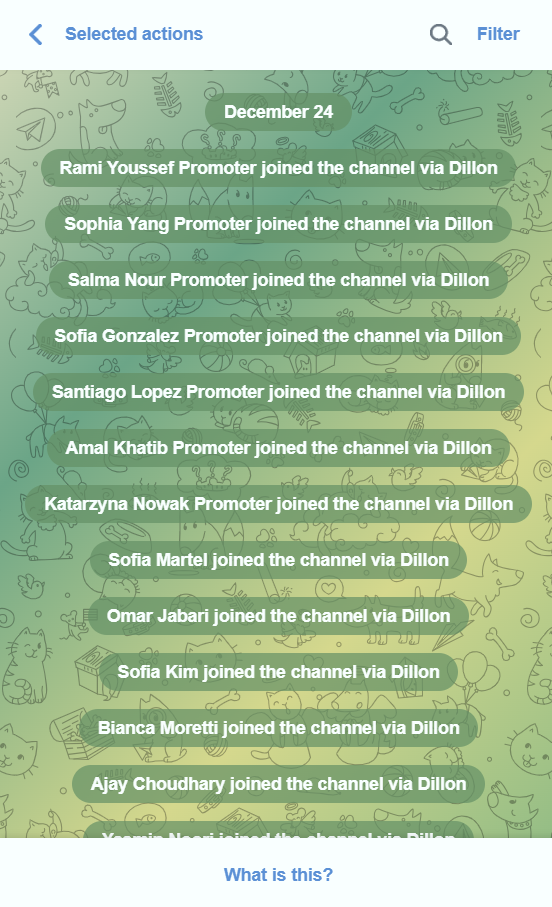 Selected actions
Filter
December 24
Rami Youssef Promoter joined the channel via Dillon
Sophia Yang Promoter joined the channel via Dillon
Salma Nour Promoter joined the channel via Dillon
Sofia Gonzalez Promoter joined the channel via Dillon
Santiago Lopez Promoter joined the channel via Dillon
Amal Khatib Promoter joined the channel via Dillon
Katarzyna Nowak Promoter joined the channel via Dillon
Sofia Martel joined the channel via Dillon
Omar Jabari joined the channel via Dillon
Sofia Kim joined the channel via Dillon
Bianca Moretti joined the channel via Dillon
Ajay Choudhary joined the channel via Dillon
joined the channel via Dillon
What is this?